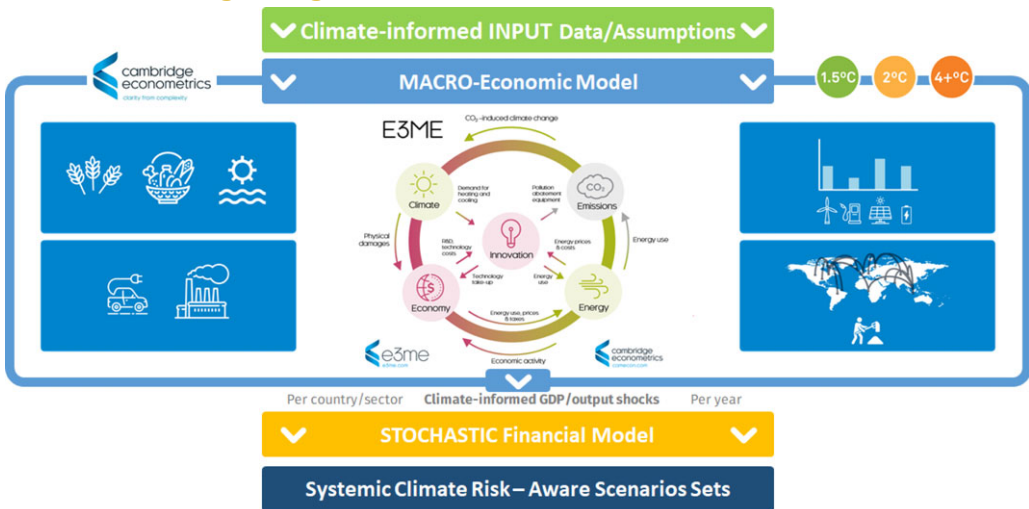 Climate-informed INPUT Data/Assumptions
cambridge
econometrics
clarity from complexity
MACRO-Economic Model
1.5ºC
2ºC
4+ºC
E3ME
CO₂-induced climate change
Climate
Demand for
heating and
cooling
Pollution
abatement
equipment
CO₂
Emissions
Physical
damages
R&D,
technology
costs
Innovation
Energy prices
& costs
Energy use
Technology
take-up
Energy
use
$
Economy
Energy
Energy use, prices
& taxes
Economic activity
e3me
e3me.com
cambridge
econometrics
camecon.com
Per country/sector
Climate-informed GDP/output shocks
Per year
STOCHASTIC Financial Model
Systemic Climate Risk – Aware Scenarios Sets